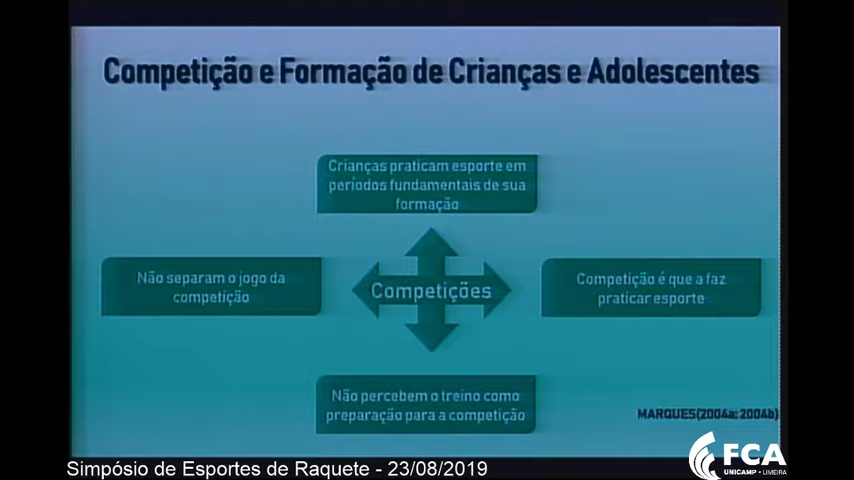 Competição e Formação de Crianças e Adolescentes
Crianças praticam esporte em
períodos fundamentais de sua
formação
Não separam o jogo da
competição
Competições
Competição é que a faz
praticar esporte
Não percebem o treino como
preparação para a competição
MARQUES(2004a; 2004b)
Simpósio de Esportes de Raquete - 23/08/2019
FCA
UNICAMP • LIMEIRA